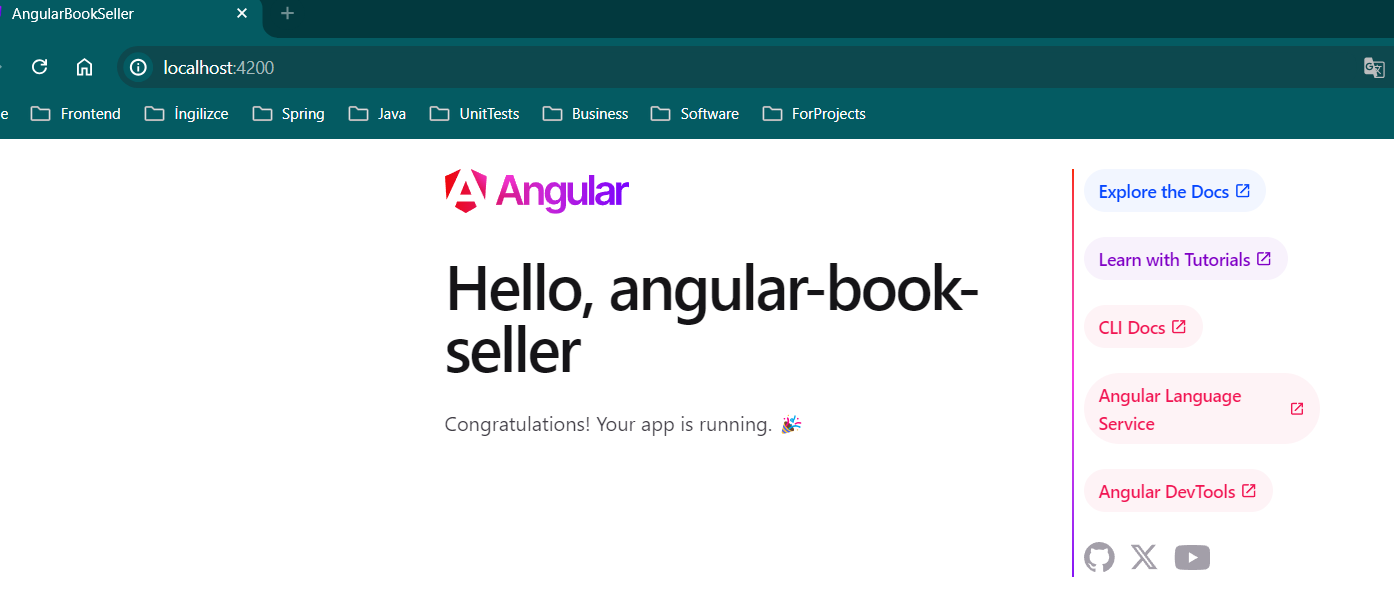 AngularBookSeller
localhost:4200
e Frontend İngilizce Spring Java UnitTests Business Software ForProjects
Angular
Hello, angular-book-
seller
Congratulations! Your app is running. 🎉
Explore the Docs
Learn with Tutorials
CLI Docs
Angular Language
Service
Angular DevTools